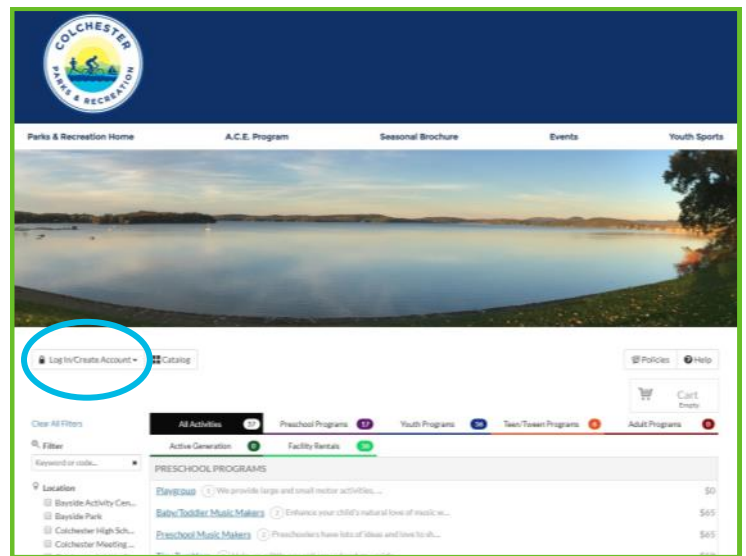 COLCHESTER
PARKS & RECREATION
Parks & Recreation Home A.C.E. Program Seasonal Brochure Events Youth Sports
Log In/Create Account Catalog Policies Help
Cart
Empty
Clear All Filters All Activities Preschool Programs 17 Youth Programs Teen/Tween Programs Adult Programs 0
Filter Active Generation 0 Facility Rentals
Keyword or code...
PRESCHOOL PROGRAMS
Location
Playgroup We provide large and small motor activities, ... $0
Bayside Activity Cen...
Bayside Park
Baby/Toddler Music Makers 2 Enhance your child's natural love of music w... $65
Colchester High Sch...
Colchester Meeting ...
Preschool Music Makers 2 Preschoolers have lots of ideas and love to sh... $65